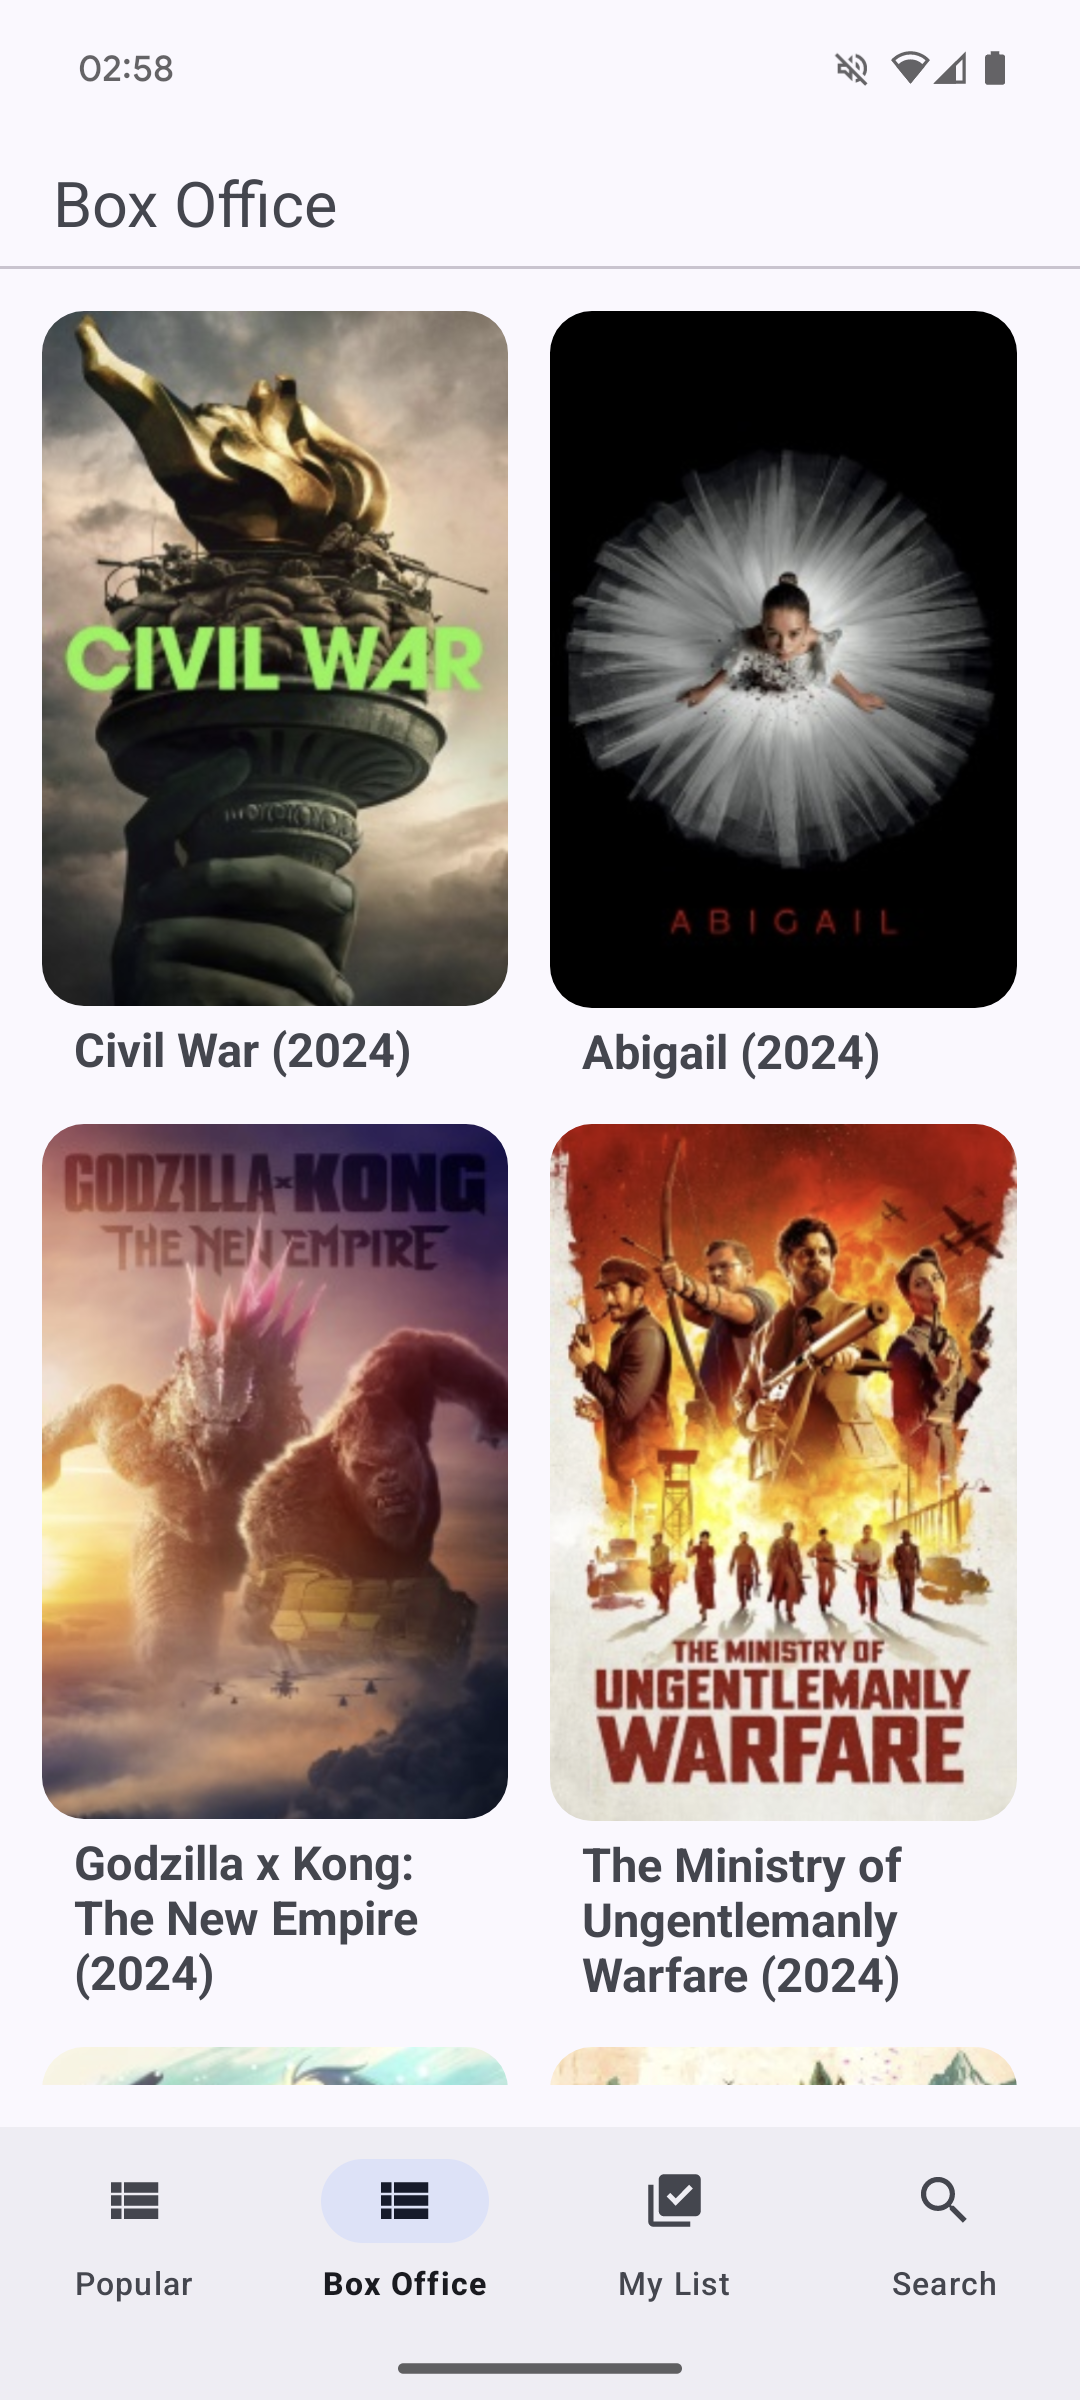 02:58
Box Office
CIVIL WAR
ABIGAIL
Civil War (2024)
Abigail (2024)
GODZILLA x KONG
THE NEW EMPIRE
THE MINISTRY OF
UNGENTLEMANLY
WARFARE
Godzilla x Kong:
The New Empire
(2024)
The Ministry of
Ungentlemanly
Warfare (2024)
Popular
Box Office
My List
Search